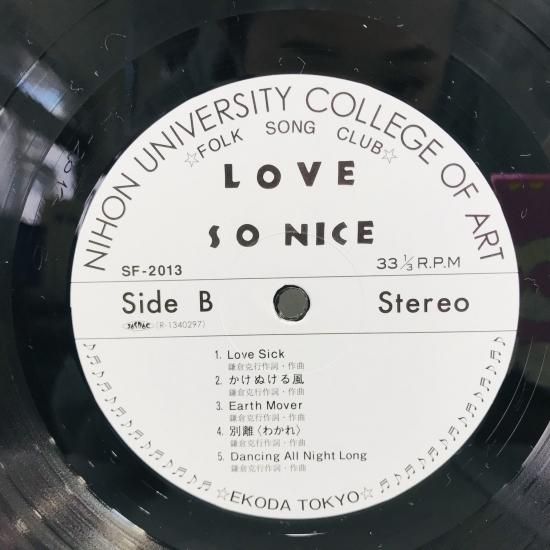 NIHON UNIVERSITY COLLEGE OF ART
☆FOLK SONG CLUB☆
LOVE
SO NICE
SF-2013
33 1/3 R.P.M
Side B
Stereo
JASRAC (R-1340297)
1. Love Sick
鎌倉克行作詞・作曲
2. かけぬける風
鎌倉克行作詞・作曲
3. Earth Mover
鎌倉克行作詞・作曲
4. 別離〈わかれ〉
鎌倉克行作詞・作曲
5. Dancing All Night Long
鎌倉克行作詞・作曲
☆EKODA TOKYO☆